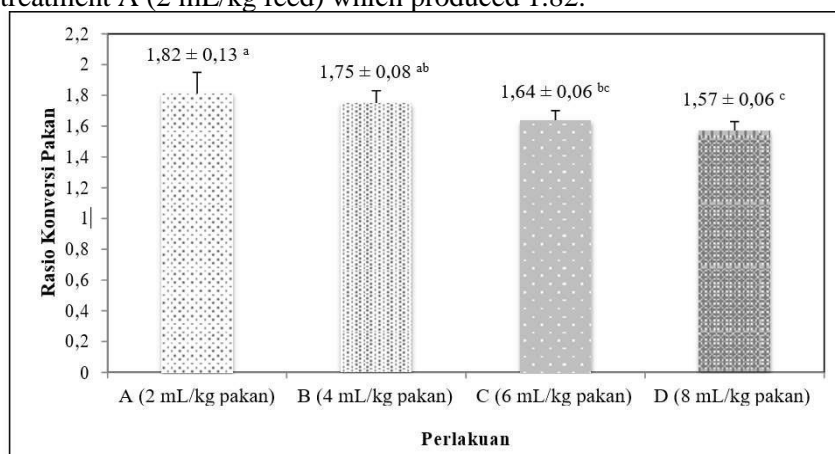 treatment A (2 mL/kg feed) which produced 1.82.
2,2
2
1,8
1,6
1,4
1,2
1
0,8
0,6
0,4
0,2
0
Rasio Konversi Pakan
1,82 ± 0,13 a
1,75 ± 0,08 ab
1,64 ± 0,06 bc
1,57 ± 0,06 c
A (2 mL/kg pakan) B (4 mL/kg pakan) C (6 mL/kg pakan) D (8 mL/kg pakan)
Perlakuan